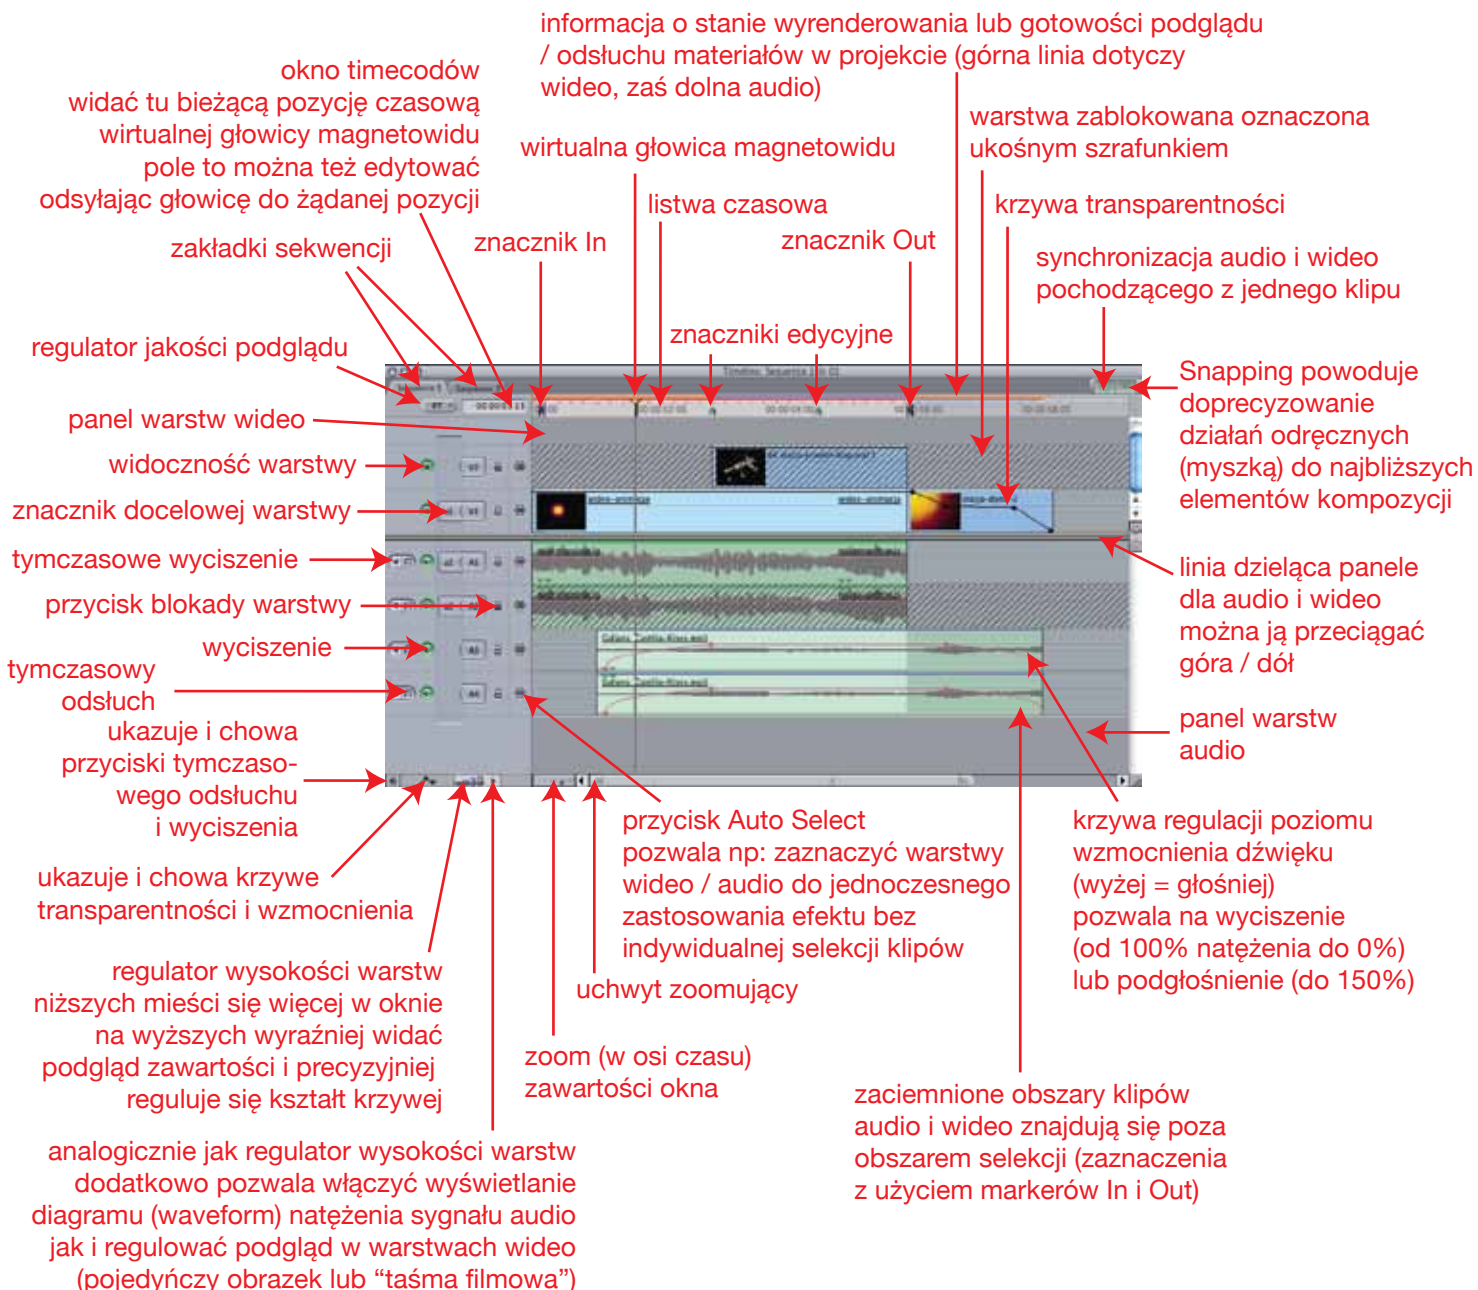 informacja o stanie wyrenderowania lub gotowości podglądu
/ odsłuchu materiałów w projekcie (górna linia dotyczy
wideo, zaś dolna audio)
okno timecodów
widać tu bieżącą pozycję czasową
wirtualnej głowicy magnetowidu
pole to można też edytować
odsyłając głowicę do żądanej pozycji
wirtualna głowica magnetowidu
warstwa zablokowana oznaczona
ukośnym szrafunkiem
listwa czasowa
krzywa transparentności
zakładki sekwencji
znacznik In
znacznik Out
synchronizacja audio i wideo
pochodzącego z jednego klipu
znaczniki edycyjne
regulator jakości podglądu
Snapping powoduje
doprecyzowanie
działań odręcznych
(myszką) do najbliższych
elementów kompozycji
panel warstw wideo
widoczność warstwy
znacznik docelowej warstwy
tymczasowe wyciszenie
przycisk blokady warstwy
wyciszenie
tymczasowy
odsłuch
linia dzieląca panele
dla audio i wideo
można ją przeciągać
góra / dół
panel warstw
audio
ukazuje i chowa
przyciski tymczaso-
wego odsłuchu
i wyciszenia
ukazuje i chowa krzywe
transparentności i wzmocnienia
przycisk Auto Select
pozwala np: zaznaczyć warstwy
wideo / audio do jednoczesnego
zastosowania efektu bez
indywidualnej selekcji klipów
krzywa regulacji poziomu
wzmocnienia dźwięku
(wyżej = głośniej)
pozwala na wyciszenie
(od 100% natężenia do 0%)
lub podgłośnienie (do 150%)
regulator wysokości warstw
niższych mieści się więcej w oknie
na wyższych wyraźniej widać
podgląd zawartości i precyzyjniej
reguluje się kształt krzywej
uchwyt zoomujący
zoom (w osi czasu)
zawartości okna
zaciemnione obszary klipów
audio i wideo znajdują się poza
obszarem selekcji (zaznaczenia
z użyciem markerów In i Out)
analogicznie jak regulator wysokości warstw
dodatkowo pozwala włączyć wyświetlanie
diagramu (waveform) natężenia sygnału audio
jak i regulować podgląd w warstwach wideo
(pojedyńczy obrazek lub “taśma filmowa”)